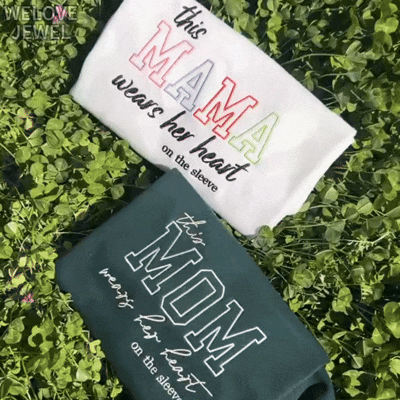 WELOVE
JEWEL
this
MAMA
wears her heart
on the sleeve
this
MOM
wears her heart
on the sleeve